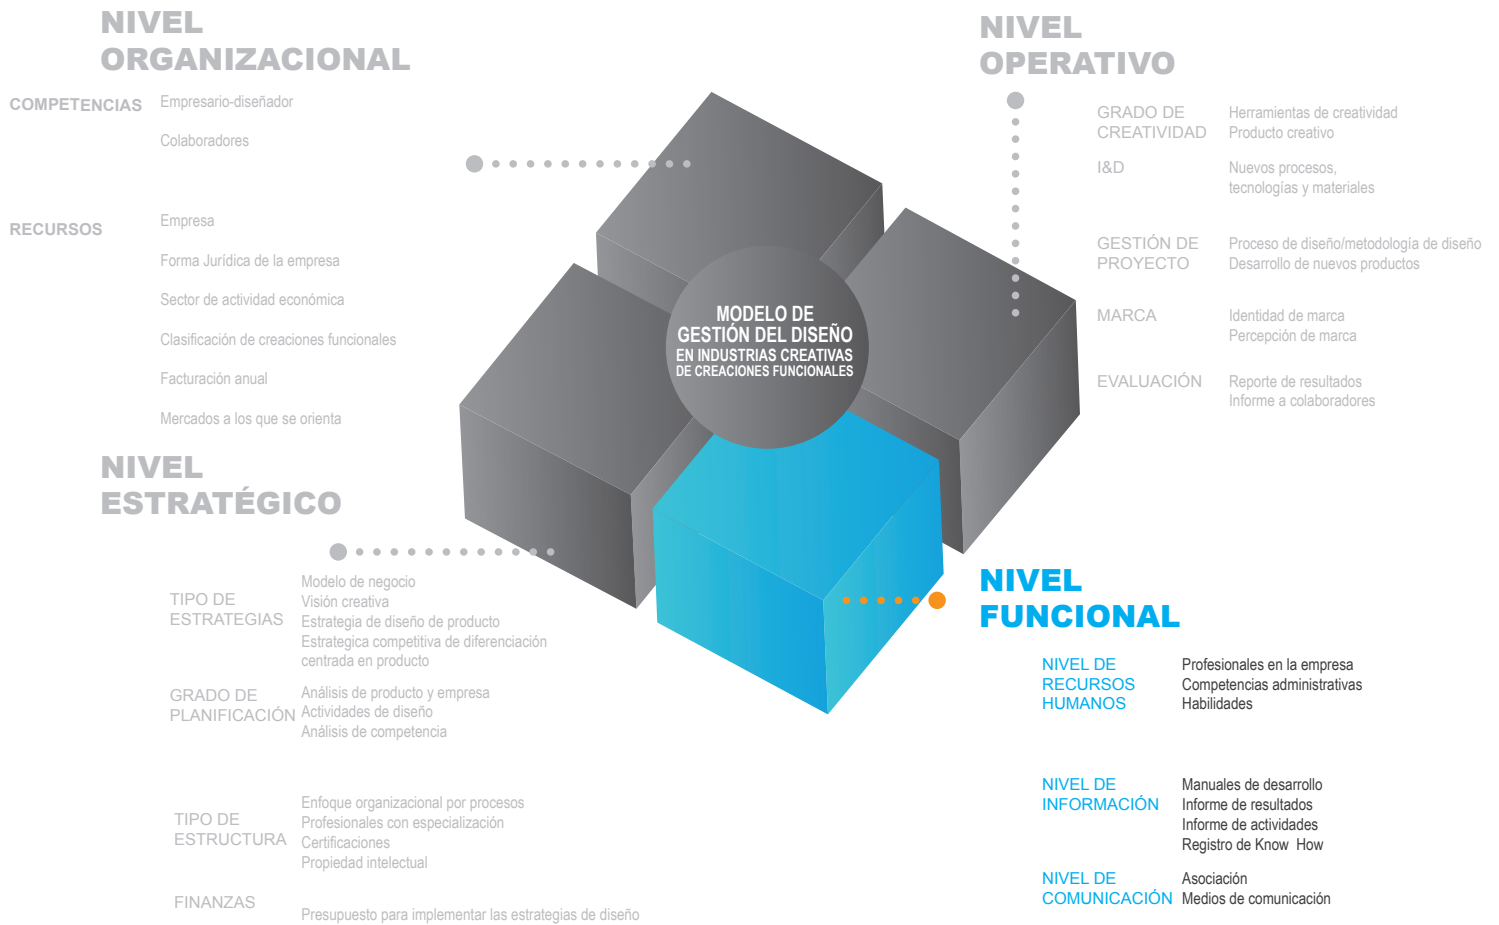 NIVEL
ORGANIZACIONAL
COMPETENCIAS
Empresario-diseñador
Colaboradores
RECURSOS
Empresa
Forma Jurídica de la empresa
Sector de actividad económica
Clasificación de creaciones funcionales
Facturación anual
Mercados a los que se orienta
NIVEL
OPERATIVO
GRADO DE
CREATIVIDAD
Herramientas de creatividad
Producto creativo
I&D
Nuevos procesos,
tecnologías y materiales
GESTIÓN DE
PROYECTO
Proceso de diseño/metodología de diseño
Desarrollo de nuevos productos
MARCA
Identidad de marca
Percepción de marca
EVALUACIÓN
Reporte de resultados
Informe a colaboradores
MODELO DE
GESTIÓN DEL DISEÑO
EN INDUSTRIAS CREATIVAS
DE CREACIONES FUNCIONALES
NIVEL
ESTRATÉGICO
TIPO DE
ESTRATEGIAS
Modelo de negocio
Visión creativa
Estrategia de diseño de producto
Estrategica competitiva de diferenciación
centrada en producto
GRADO DE
PLANIFICACIÓN
Análisis de producto y empresa
Actividades de diseño
Análisis de competencia
TIPO DE
ESTRUCTURA
Enfoque organizacional por procesos
Profesionales con especialización
Certificaciones
Propiedad intelectual
FINANZAS
Presupuesto para implementar las estrategias de diseño
NIVEL
FUNCIONAL
NIVEL DE
RECURSOS
HUMANOS
Profesionales en la empresa
Competencias administrativas
Habilidades
NIVEL DE
INFORMACIÓN
Manuales de desarrollo
Informe de resultados
Informe de actividades
Registro de Know How
NIVEL DE
COMUNICACIÓN
Asociación
Medios de comunicación